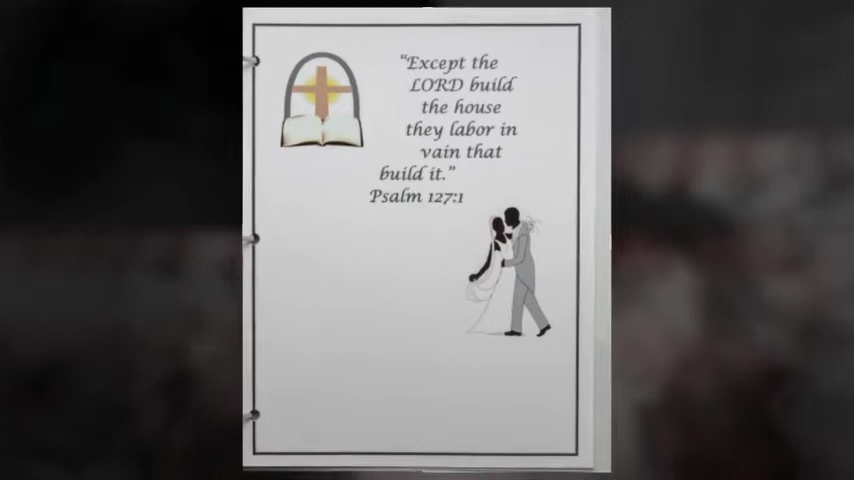 “Except the
LORD build
the house
they labor in
vain that
build it.”
Psalm 127:1